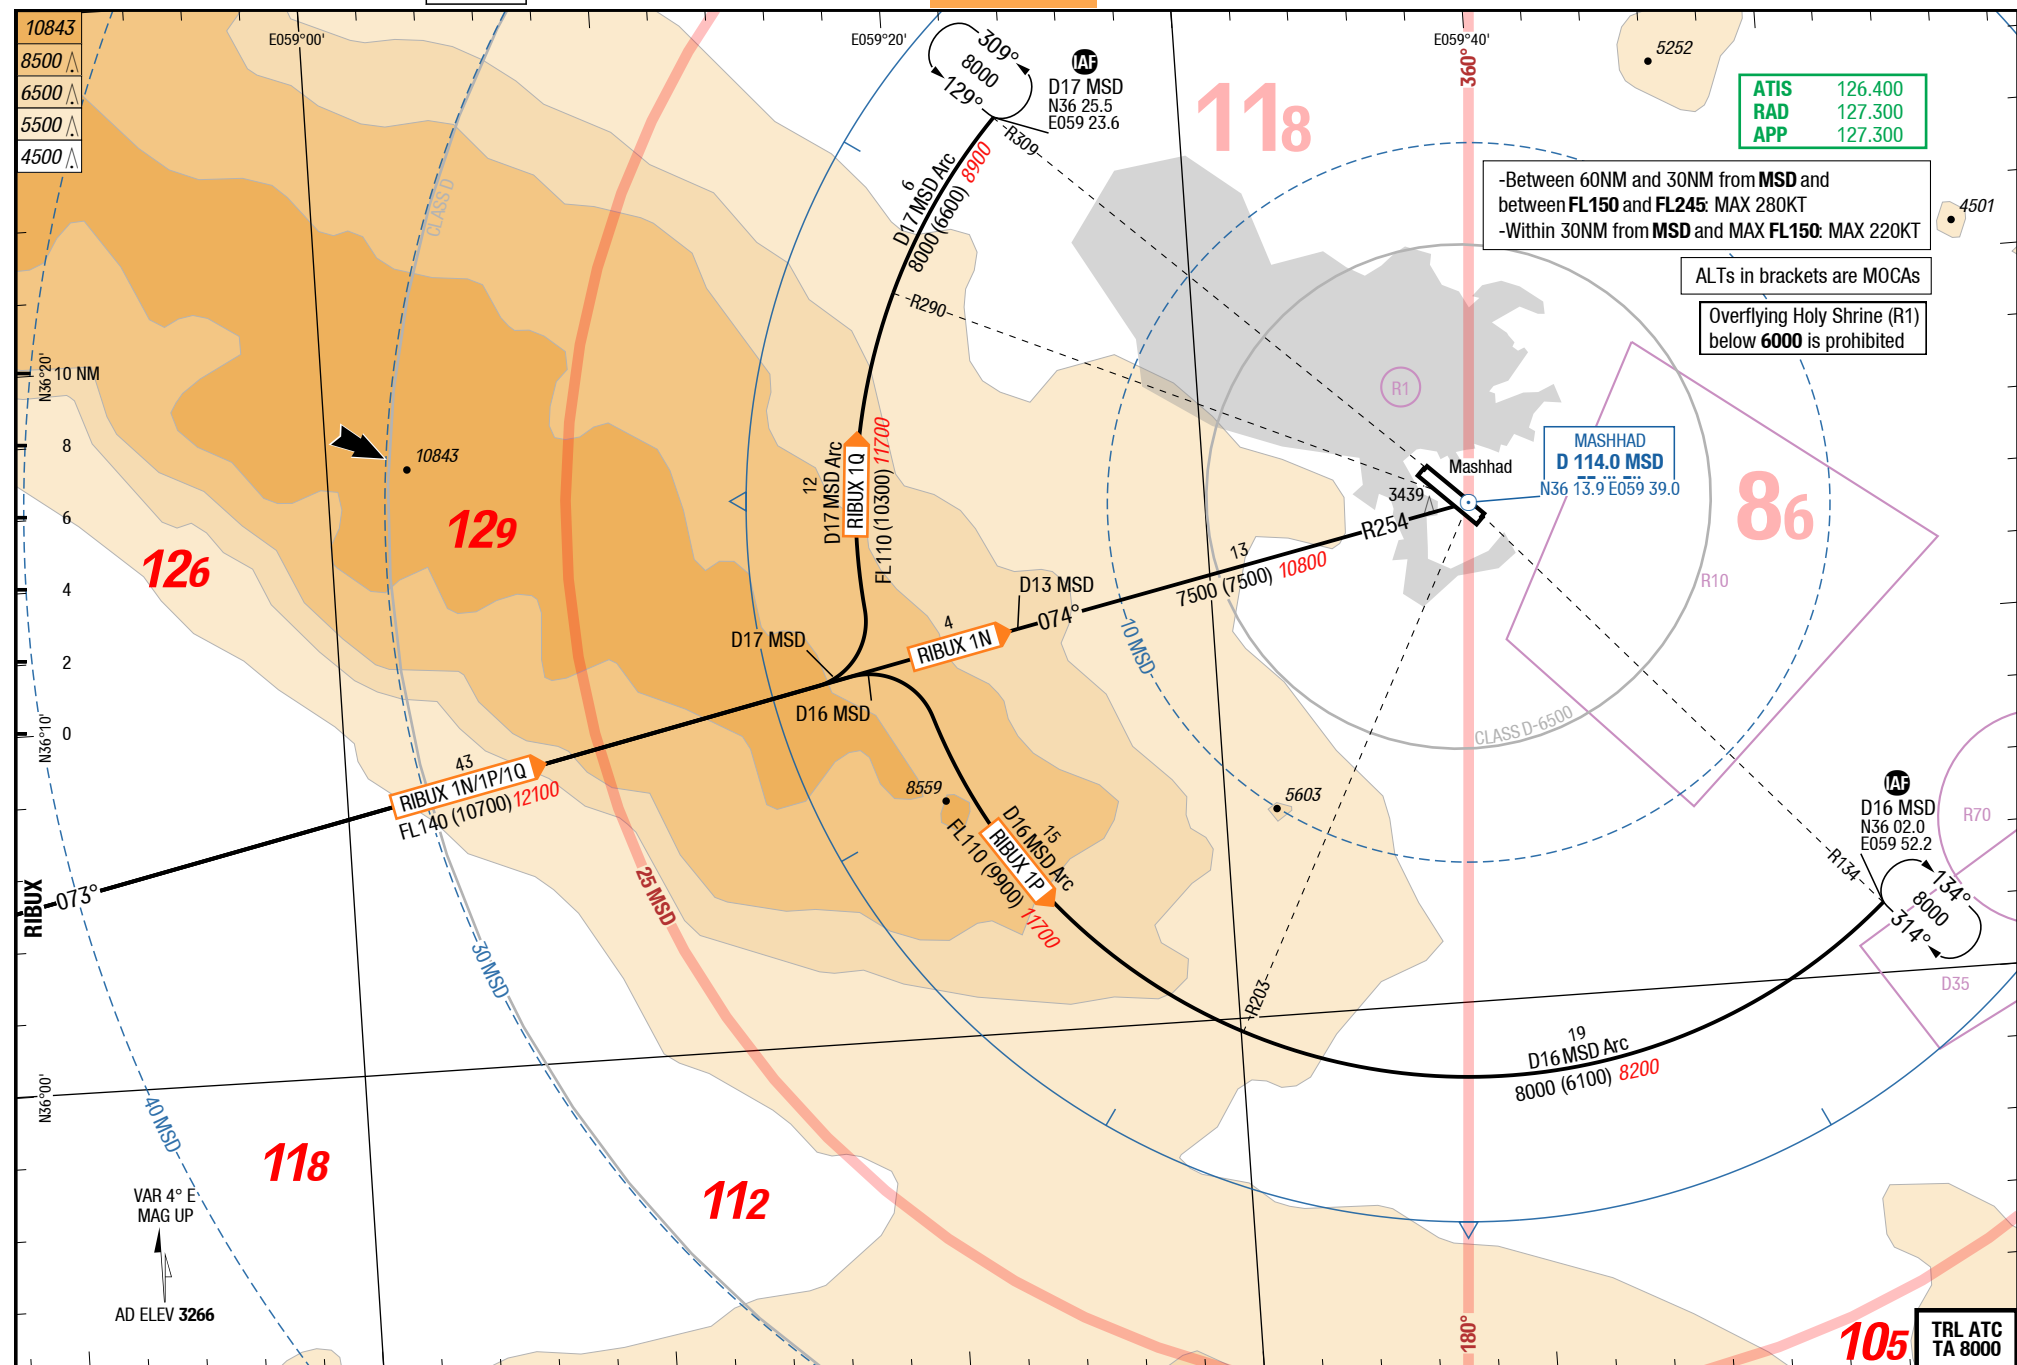 10843
8500
6500
5500
4500
E059°00'
E059°20'
E059°40'
360°
309°
8000
129°
IAF
D17 MSD
N36 25.5
E059 23.6
-R309
118
5252
ATIS 126.400
RAD 127.300
APP 127.300
-Between 60NM and 30NM from MSD and
between FL150 and FL245: MAX 280KT
-Within 30NM from MSD and MAX FL150: MAX 220KT
4501
ALTs in brackets are MOCAs
Overflying Holy Shrine (R1)
below 6000 is prohibited
CLASS D
6
D17 MSD Arc
8000 (6600) 8900
-R290
N36°20'
10 NM
8
6
4
2
0
N36°10'
10843
129
126
12
D17 MSD Arc
RIBUX 1Q
FL110 (10300) 11700
R1
Mashhad
3439
MASHHAD
D 114.0 MSD
N36 13.9 E059 39.0
86
R10
R254
13
7500 (7500) 10800
D13 MSD
074°
4
RIBUX 1N
10 MSD
D17 MSD
D16 MSD
CLASS D-6500
43
RIBUX 1N/1P/1Q
FL140 (10700) 12100
8559
5603
15
D16 MSD Arc
RIBUX 1P
FL110 (9900) 11700
IAF
D16 MSD
N36 02.0
E059 52.2
R70
R134
134°
8000
314°
D35
RIBUX
073°
25 MSD
30 MSD
R203
19
D16 MSD Arc
8000 (6100) 8200
N36°00'
40 MSD
118
112
VAR 4° E
MAG UP
AD ELEV 3266
180°
105
TRL ATC
TA 8000